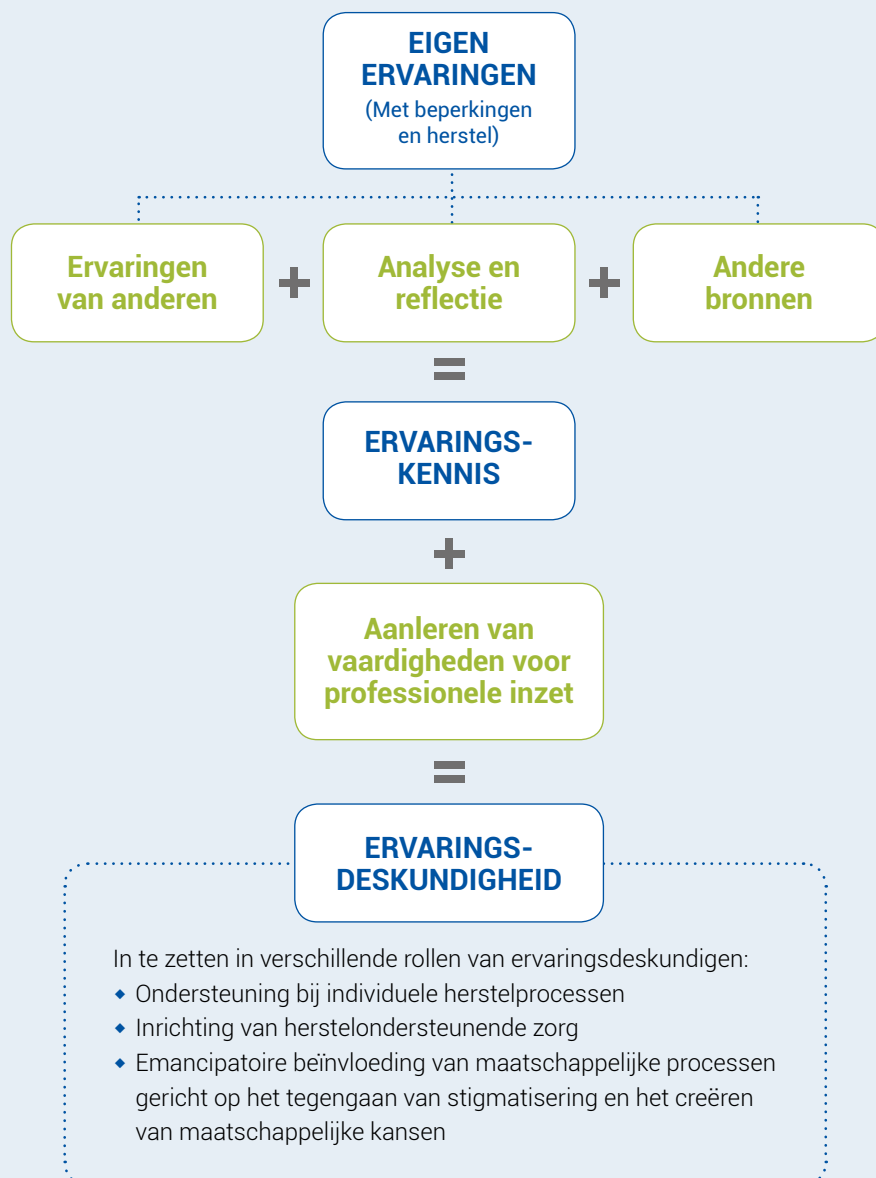 EIGEN
ERVARINGEN
(Met beperkingen
en herstel)
Ervaringen
van anderen
+
Analyse en
reflectie
+
Andere
bronnen
=
ERVARINGS-
KENNIS
+
Aanleren van
vaardigheden voor
professionele inzet
=
ERVARINGS-
DESKUNDIGHEID
In te zetten in verschillende rollen van ervaringsdeskundigen:
◆ Ondersteuning bij individuele herstelprocessen
◆ Inrichting van herstelondersteunende zorg
◆ Emancipatoire beïnvloeding van maatschappelijke processen
gericht op het tegengaan van stigmatisering en het creëren
van maatschappelijke kansen